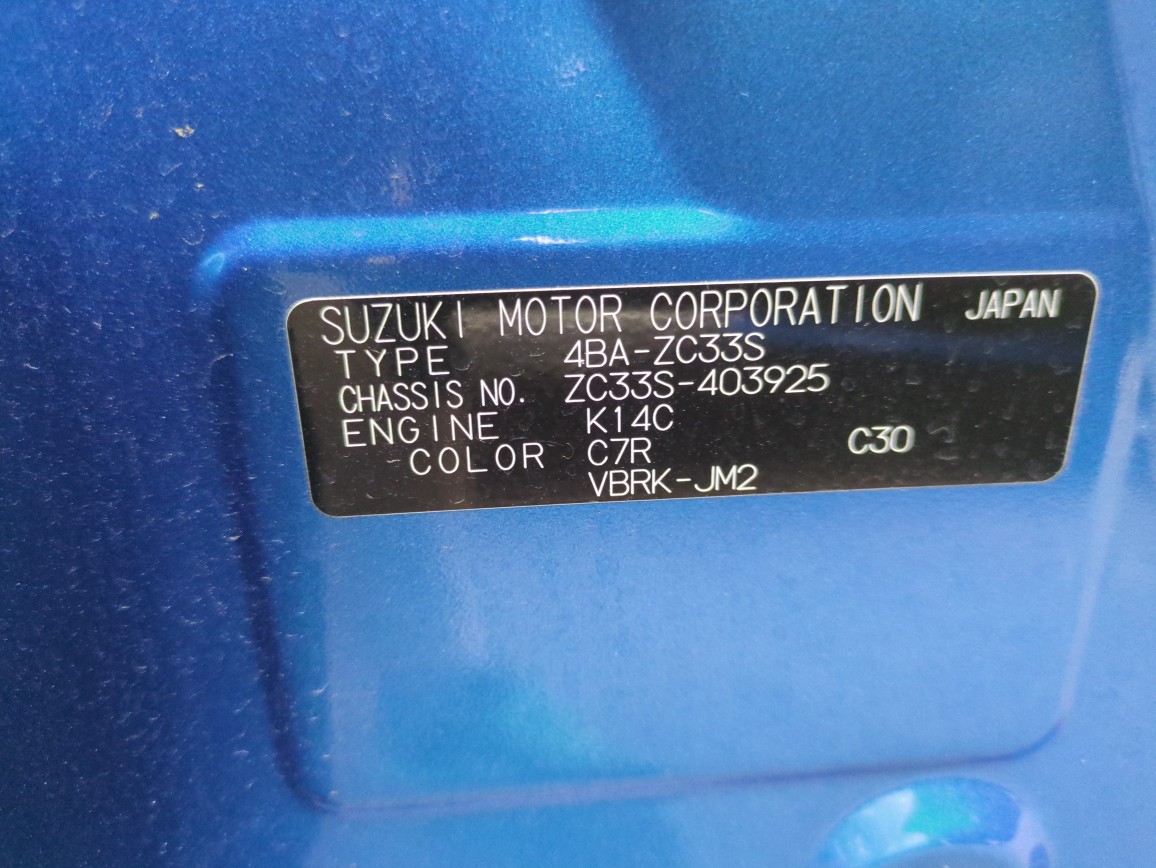 SUZUKI MOTOR CORPORATION JAPAN
TYPE 4BA-ZC33S
CHASSIS NO. ZC33S-403925
ENGINE K14C
COLOR C7R C30
VBRK-JM2